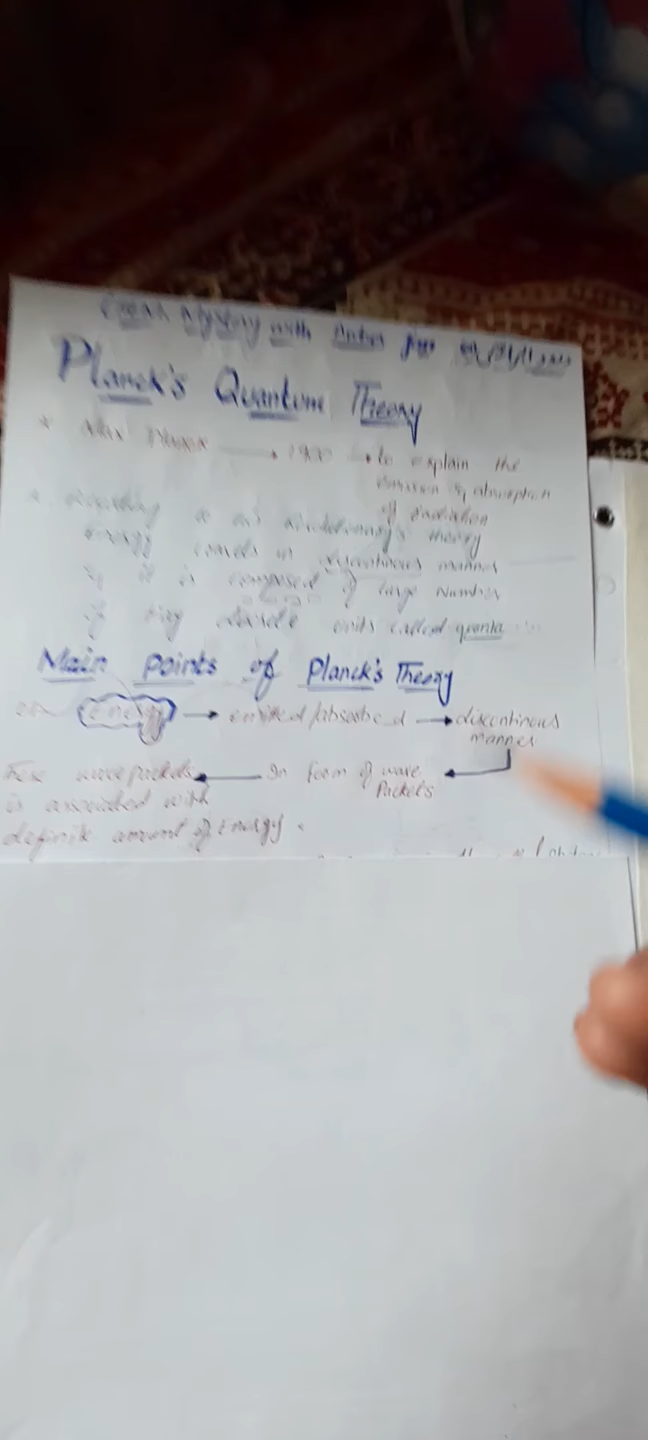 with
Planck's Quantum Theory
* Max Planck → 1900 → to explain the
emission & absorption
of radiation
* According to revolutionary theory
Energy travels in discontinous manner
& it is composed of large number
of tiny discrete units called quanta
Main points of Planck's Theory
Energy → emitted/absorbed → discontinous
manner
These wave packets ← In form of wave
Packets
is associated with
definite amount of Energy.